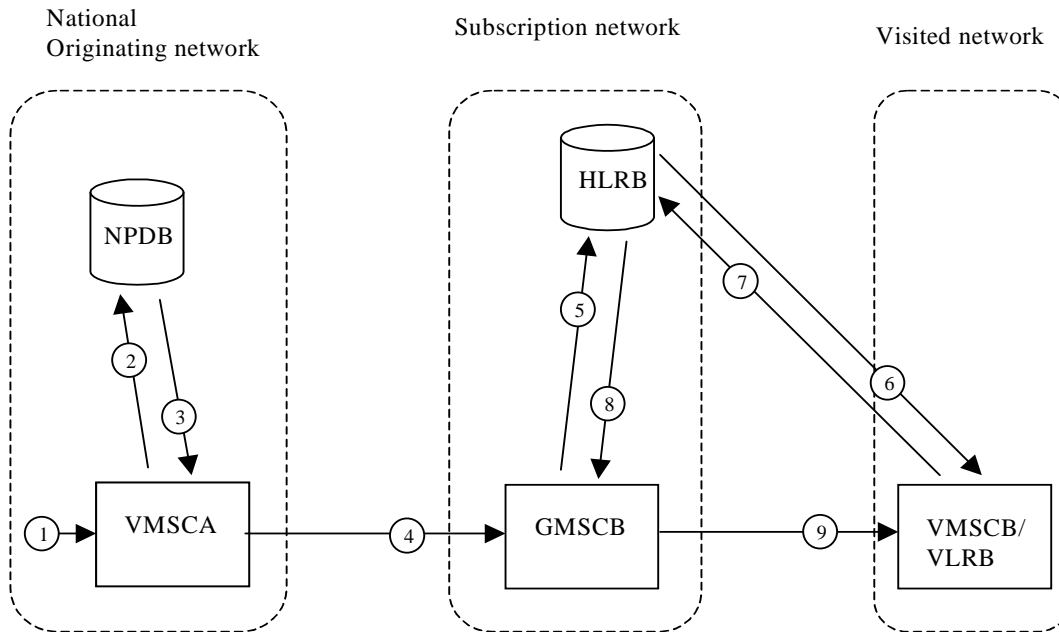 National
Originating network
Subscription network
Visited network
HLRB
NPDB
7
5
2
6
8
3
VMSCA
GMSCB
VMSCB/
VLRB
1
4
9